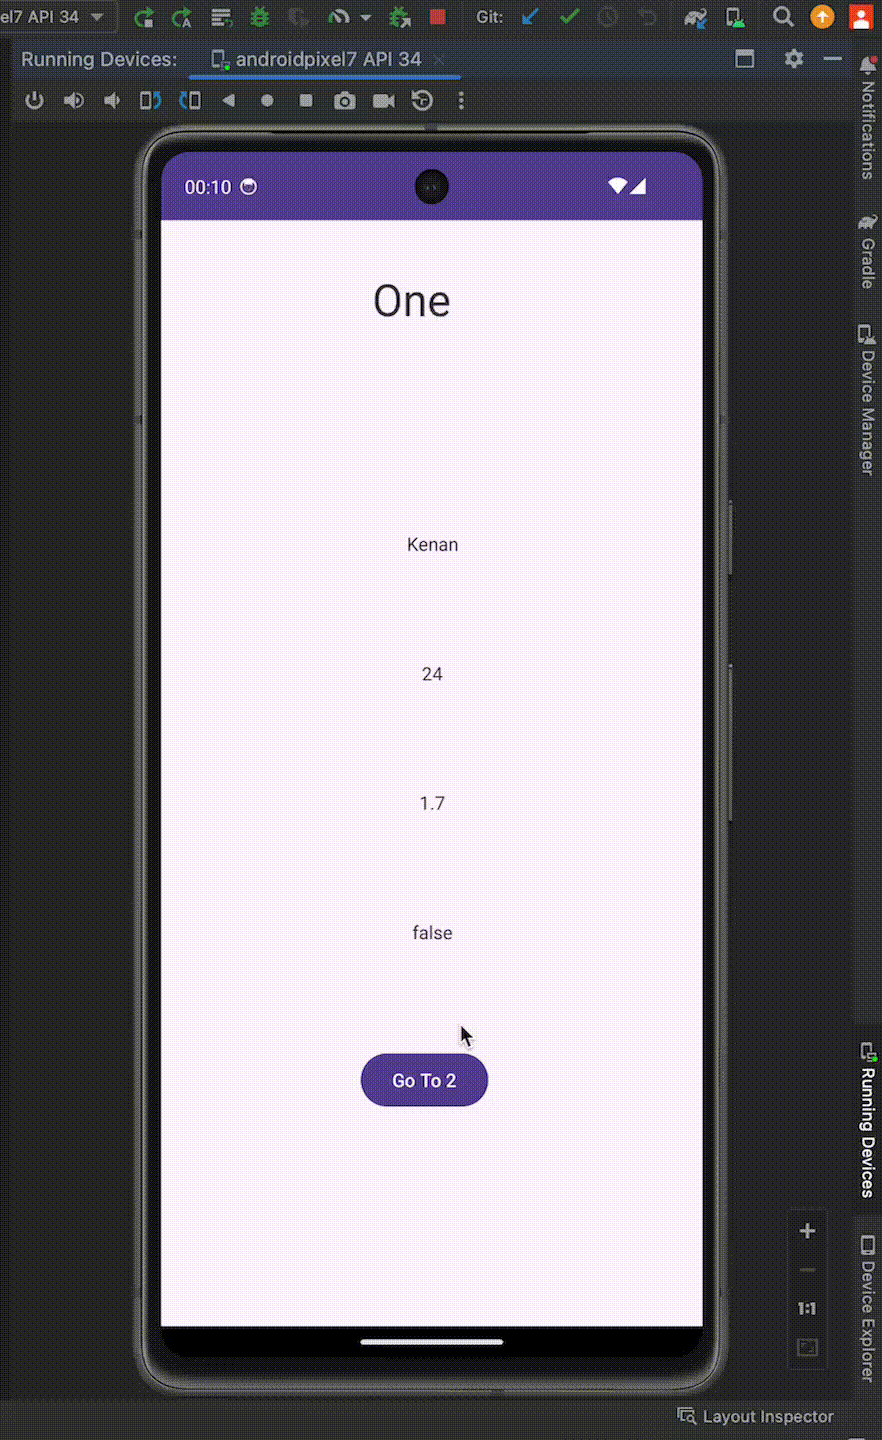 el7 API 34
Git:
Running Devices:
androidpixel7 API 34
Notifications
Gradle
Device Manager
Running Devices
Device Explorer
00:10
One
Kenan
24
1.7
false
Go To 2
1:1
Layout Inspector